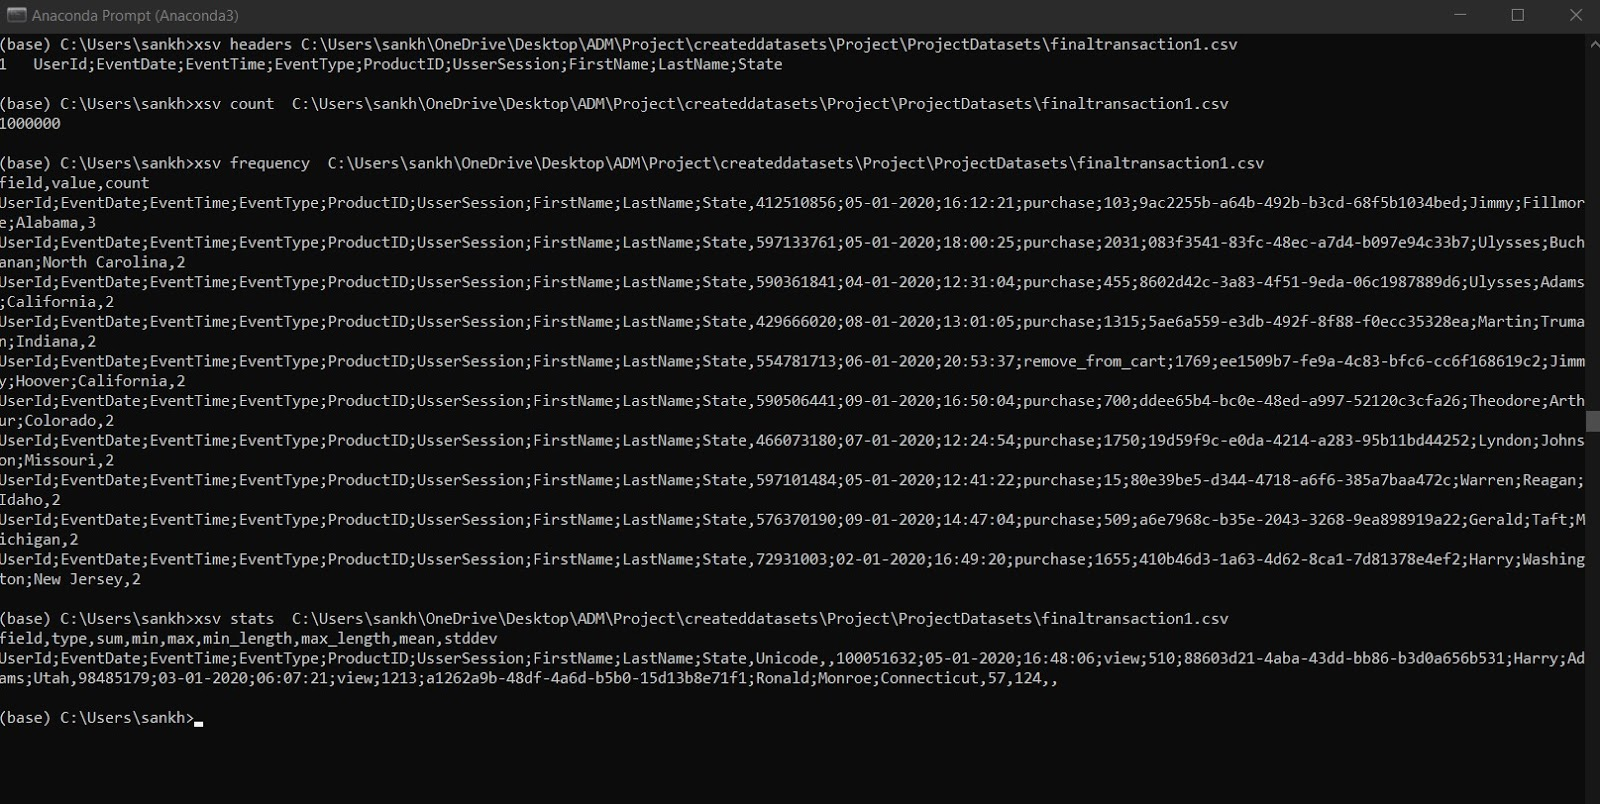 Anaconda Prompt (Anaconda3)
(base) C:\Users\sankh>xsv headers C:\Users\sankh\OneDrive\Desktop\ADM\Project\createddatasets\Project\ProjectDatasets\finaltransaction1.csv
1   UserId;EventDate;EventTime;EventType;ProductID;UsserSession;FirstName;LastName;State
(base) C:\Users\sankh>xsv count  C:\Users\sankh\OneDrive\Desktop\ADM\Project\createddatasets\Project\ProjectDatasets\finaltransaction1.csv
1000000
(base) C:\Users\sankh>xsv frequency  C:\Users\sankh\OneDrive\Desktop\ADM\Project\createddatasets\Project\ProjectDatasets\finaltransaction1.csv
field,value,count
UserId;EventDate;EventTime;EventType;ProductID;UsserSession;FirstName;LastName;State,412510856;05-01-2020;16:12:21;purchase;103;9ac2255b-a64b-492b-b3cd-68f5b1034bed;Jimmy;Fillmor
e;Alabama,3
UserId;EventDate;EventTime;EventType;ProductID;UsserSession;FirstName;LastName;State,597133761;05-01-2020;18:00:25;purchase;2031;083f3541-83fc-48ec-a7d4-b097e94c33b7;Ulysses;Buch
anan;North Carolina,2
UserId;EventDate;EventTime;EventType;ProductID;UsserSession;FirstName;LastName;State,590361841;04-01-2020;12:31:04;purchase;455;8602d42c-3a83-4f51-9eda-06c1987889d6;Ulysses;Adams
;California,2
UserId;EventDate;EventTime;EventType;ProductID;UsserSession;FirstName;LastName;State,429666020;08-01-2020;13:01:05;purchase;1315;5ae6a559-e3db-492f-8f88-f0ecc35328ea;Martin;Truma
n;Indiana,2
UserId;EventDate;EventTime;EventType;ProductID;UsserSession;FirstName;LastName;State,554781713;06-01-2020;20:53:37;remove_from_cart;1769;ee1509b7-fe9a-4c83-bfc6-cc6f168619c2;Jimm
y;Hoover;California,2
UserId;EventDate;EventTime;EventType;ProductID;UsserSession;FirstName;LastName;State,590506441;09-01-2020;16:50:04;purchase;700;ddee65b4-bc0e-48ed-a997-52120c3cfa26;Theodore;Arth
ur;Colorado,2
UserId;EventDate;EventTime;EventType;ProductID;UsserSession;FirstName;LastName;State,466073180;07-01-2020;12:24:54;purchase;1750;19d59f9c-e0da-4214-a283-95b11bd44252;Lyndon;Johns
on;Missouri,2
UserId;EventDate;EventTime;EventType;ProductID;UsserSession;FirstName;LastName;State,597101484;05-01-2020;12:41:22;purchase;15;80e39be5-d344-4718-a6f6-385a7baa472c;Warren;Reagan;
Idaho,2
UserId;EventDate;EventTime;EventType;ProductID;UsserSession;FirstName;LastName;State,576370190;09-01-2020;14:47:04;purchase;509;a6e7968c-b35e-2043-3268-9ea898919a22;Gerald;Taft;M
ichigan,2
UserId;EventDate;EventTime;EventType;ProductID;UsserSession;FirstName;LastName;State,72931003;02-01-2020;16:49:20;purchase;1655;410b46d3-1a63-4d62-8ca1-7d81378e4ef2;Harry;Washing
ton;New Jersey,2
(base) C:\Users\sankh>xsv stats  C:\Users\sankh\OneDrive\Desktop\ADM\Project\createddatasets\Project\ProjectDatasets\finaltransaction1.csv
field,type,sum,min,max,min_length,max_length,mean,stddev
UserId;EventDate;EventTime;EventType;ProductID;UsserSession;FirstName;LastName;State,Unicode,,100051632;05-01-2020;16:48:06;view;510;88603d21-4aba-43dd-bb86-b3d0a656b531;Harry;Ad
ams;Utah,98485179;03-01-2020;06:07:21;view;1213;a1262a9b-48df-4a6d-b5b0-15d13b8e71f1;Ronald;Monroe;Connecticut,57,124,,
(base) C:\Users\sankh>